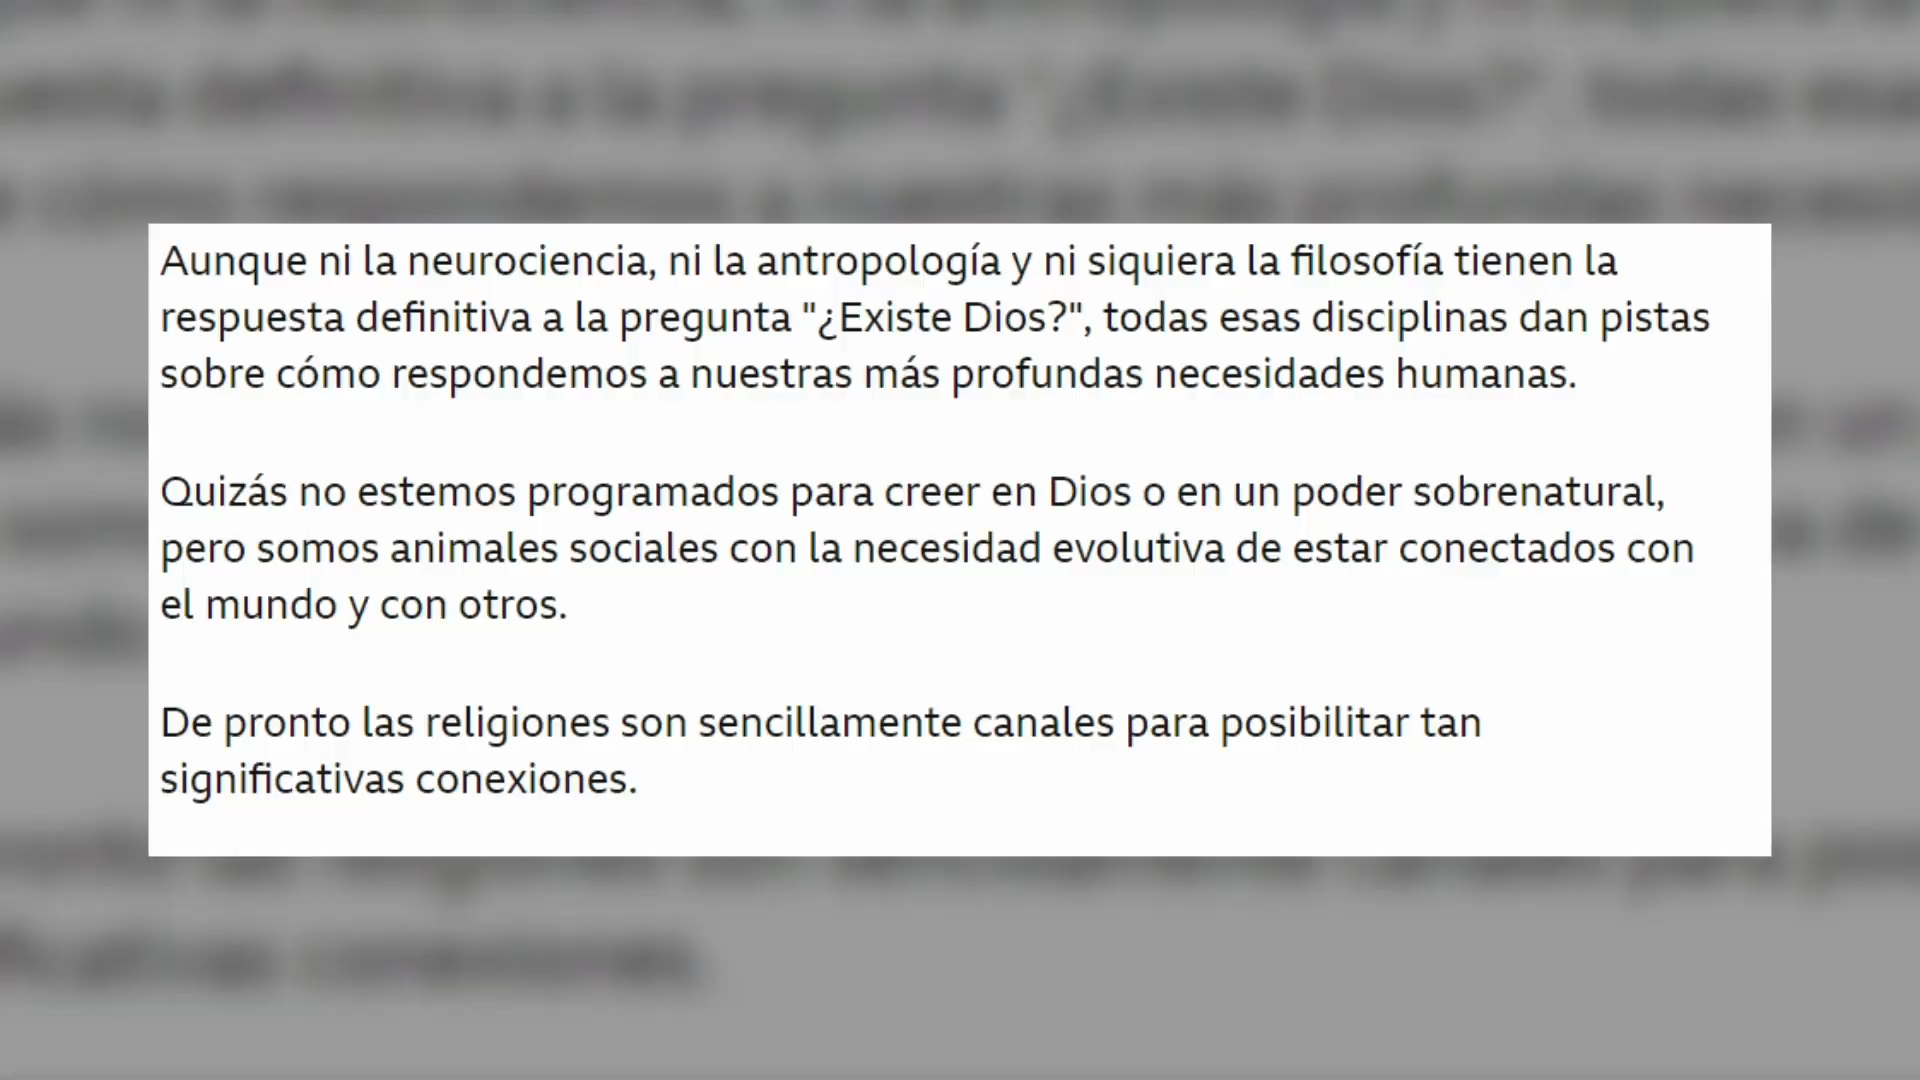 Aunque ni la neurociencia, ni la antropología y ni siquiera la filosofía tienen la
respuesta definitiva a la pregunta "¿Existe Dios?", todas esas disciplinas dan pistas
sobre cómo respondemos a nuestras más profundas necesidades humanas.
Quizás no estemos programados para creer en Dios o en un poder sobrenatural,
pero somos animales sociales con la necesidad evolutiva de estar conectados con
el mundo y con otros.
De pronto las religiones son sencillamente canales para posibilitar tan
significativas conexiones.